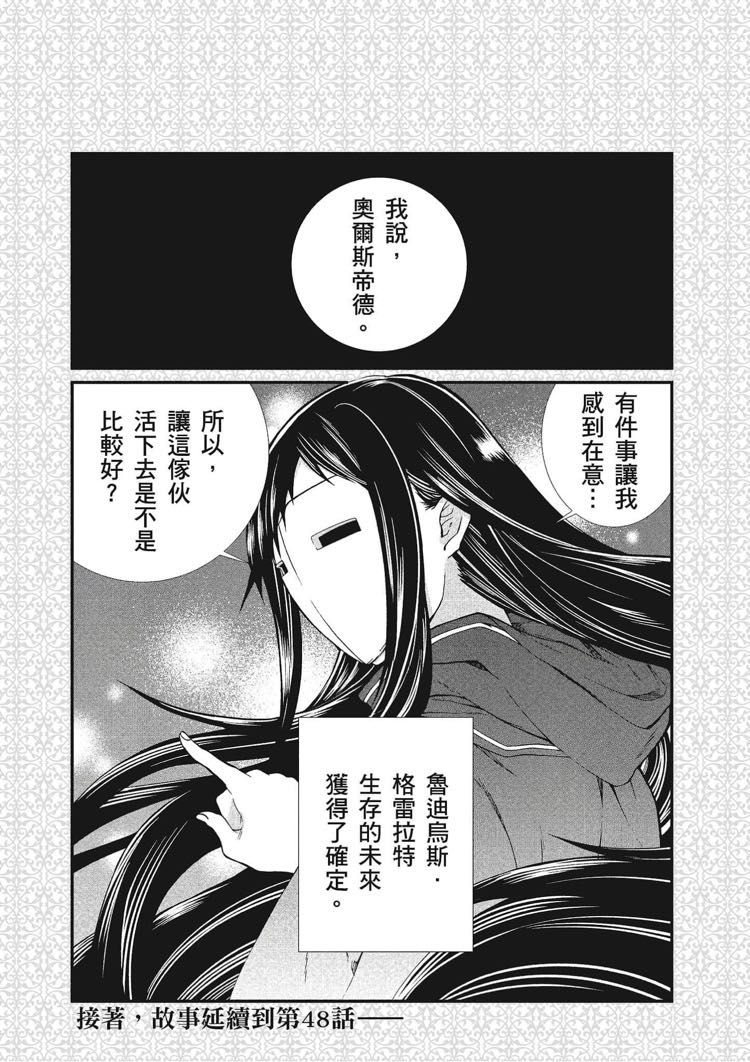 我說，
奧爾斯帝德。
有件事讓我
感到在意…
所以，
讓這傢伙
活下去是不是
比較好？
魯迪烏斯．
格雷拉特
生存的未來
獲得了確定。
接著，故事延續到第48話——